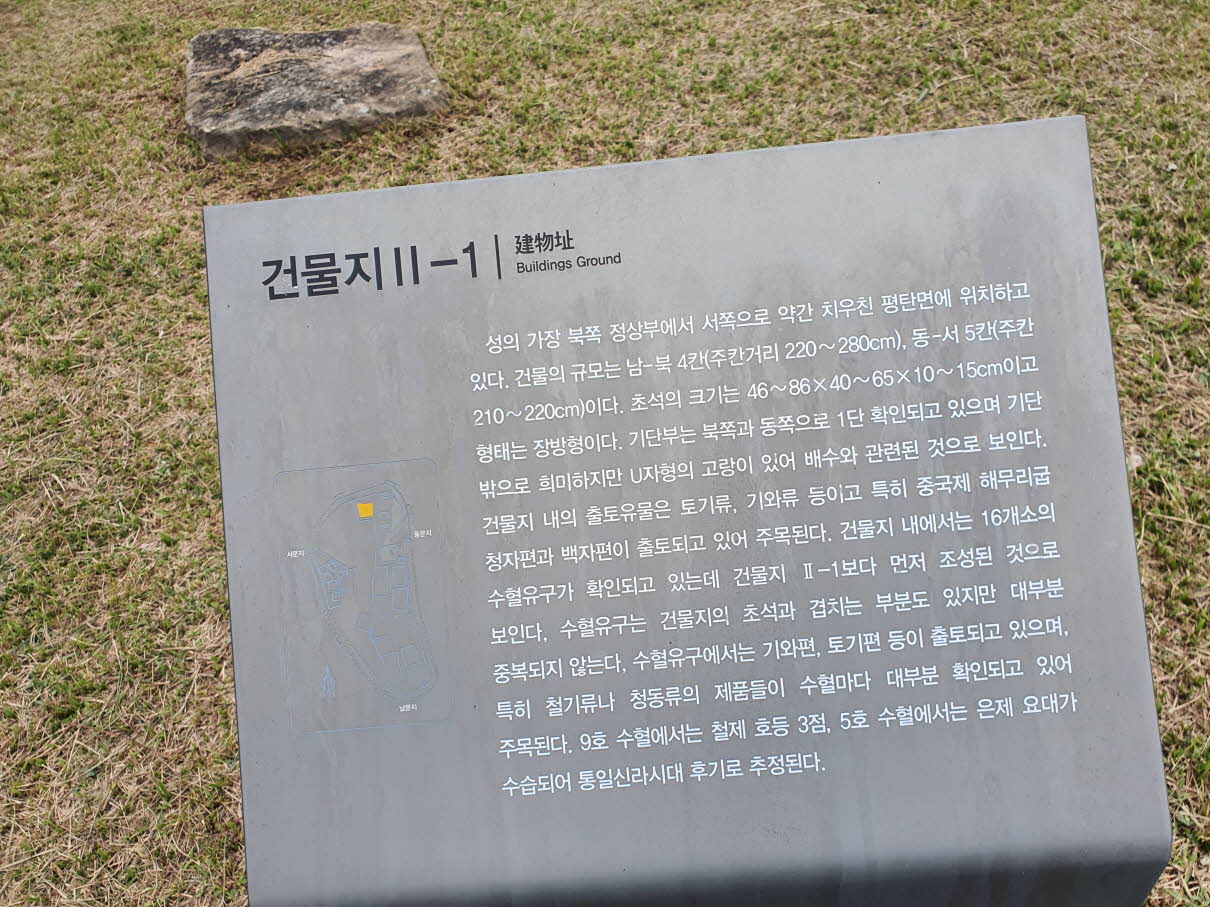 건물지Ⅱ-1
建物址
Buildings Ground
성의 가장 북쪽 정상부에서 서쪽으로 약간 치우친 평탄면에 위치하고
있다. 건물의 규모는 남-북 4칸(주칸거리 220～280cm), 동-서 5칸(주칸
210～220cm)이다. 초석의 크기는 46～86×40～65×10～15cm이고
형태는 장방형이다. 기단부는 북쪽과 동쪽으로 1단 확인되고 있으며 기단
밖으로 희미하지만 U자형의 고랑이 있어 배수와 관련된 것으로 보인다.
건물지 내의 출토유물은 토기류, 기와류 등이고 특히 중국제 해무리굽
청자편과 백자편이 출토되고 있어 주목된다. 건물지 내에서는 16개소의
수혈유구가 확인되고 있는데 건물지 Ⅱ-1보다 먼저 조성된 것으로
보인다, 수혈유구는 건물지의 초석과 겹치는 부분도 있지만 대부분
중복되지 않는다, 수혈유구에서는 기와편, 토기편 등이 출토되고 있으며,
특히 철기류나 청동류의 제품들이 수혈마다 대부분 확인되고 있어
주목된다. 9호 수혈에서는 철제 호등 3점, 5호 수혈에서는 은제 요대가
수습되어 통일신라시대 후기로 추정된다.
동문지
서문지
남문지